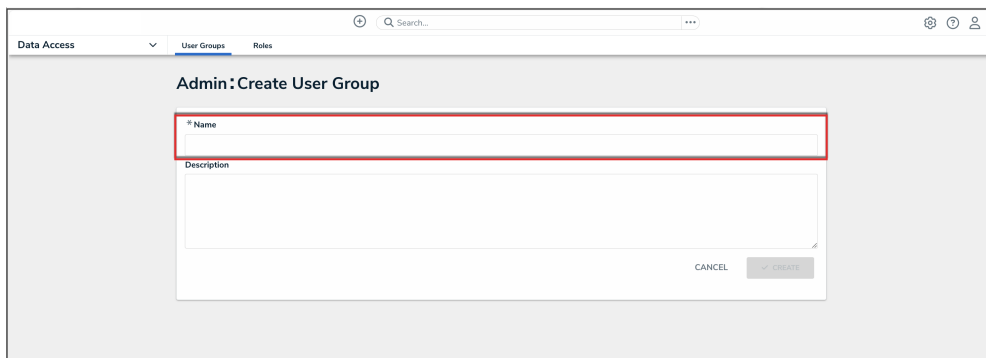 Search...
Data Access
User Groups Roles
Admin: Create User Group
* Name
Description
CANCEL ✓ CREATE